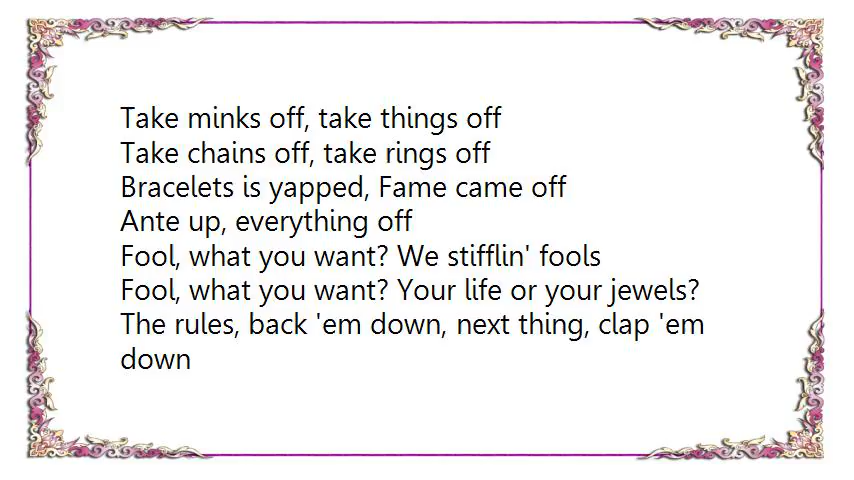 Take minks off, take things off
Take chains off, take rings off
Bracelets is yapped, Fame came off
Ante up, everything off
Fool, what you want? We stifflin' fools
Fool, what you want? Your life or your jewels?
The rules, back 'em down, next thing, clap 'em
down